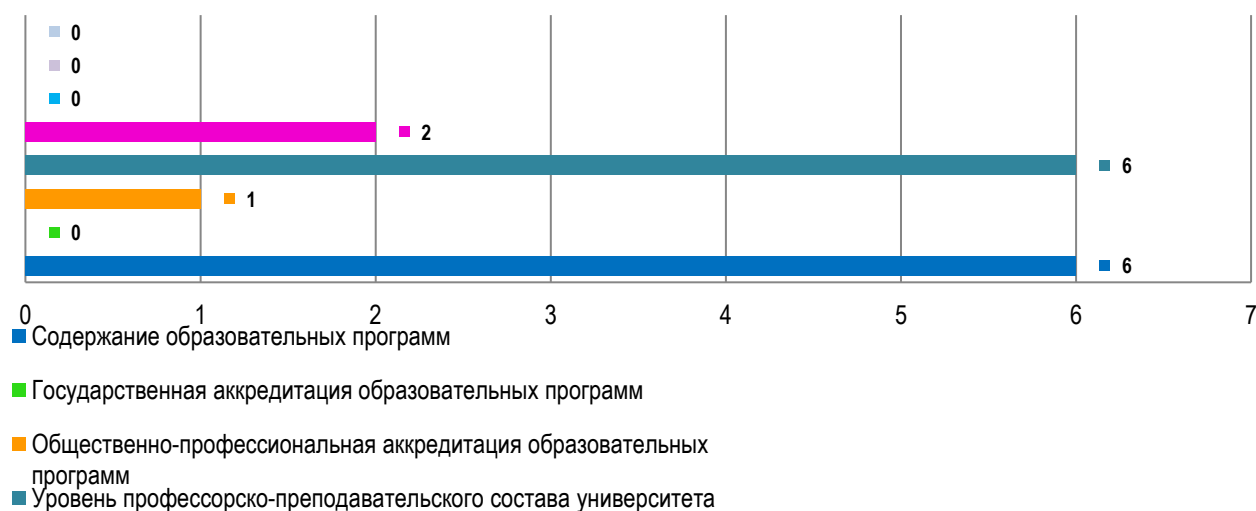 0
0
0
2
6
1
0
6
0 1 2 3 4 5 6 7
Содержание образовательных программ
Государственная аккредитация образовательных программ
Общественно-профессиональная аккредитация образовательных
программ
Уровень профессорско-преподавательского состава университета